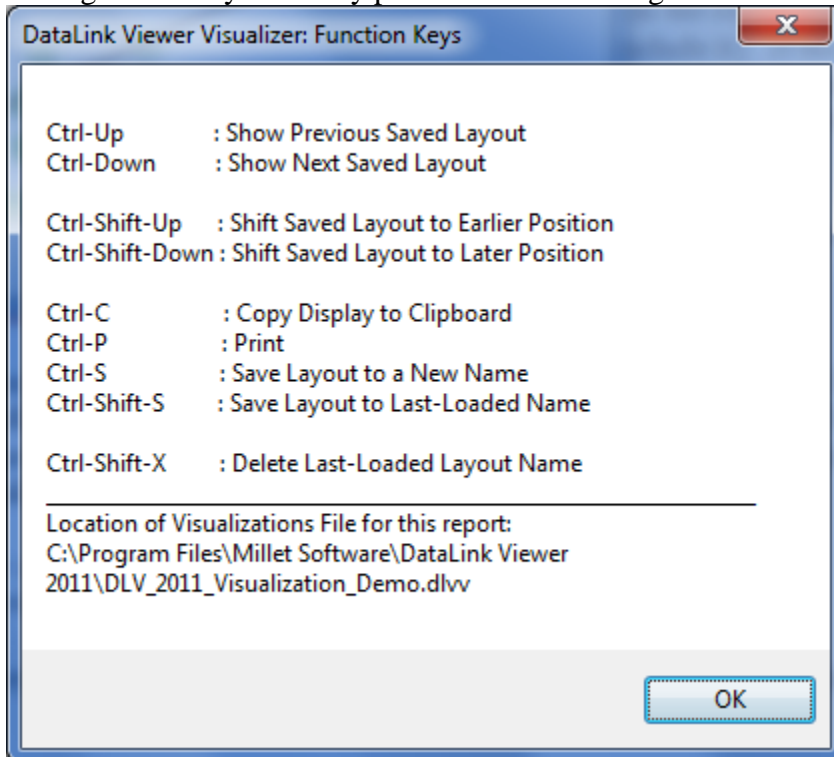 DataLink Viewer Visualizer: Function Keys
Ctrl-Up : Show Previous Saved Layout
Ctrl-Down : Show Next Saved Layout
Ctrl-Shift-Up : Shift Saved Layout to Earlier Position
Ctrl-Shift-Down : Shift Saved Layout to Later Position
Ctrl-C : Copy Display to Clipboard
Ctrl-P : Print
Ctrl-S : Save Layout to a New Name
Ctrl-Shift-S : Save Layout to Last-Loaded Name
Ctrl-Shift-X : Delete Last-Loaded Layout Name
Location of Visualizations File for this report:
C:\Program Files\Millet Software\DataLink Viewer
2011\DLV_2011_Visualization_Demo.dlvv
OK